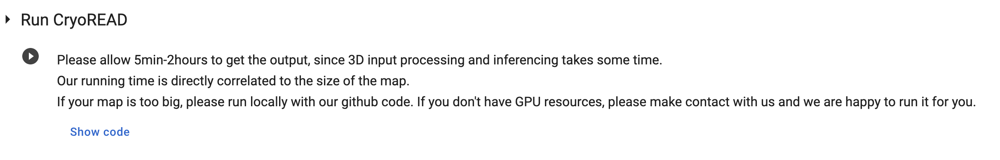 Run CryoREAD
Please allow 5min-2hours to get the output, since 3D input processing and inferencing takes some time.
Our running time is directly correlated to the size of the map.
If your map is too big, please run locally with our github code. If you don't have GPU resources, please make contact with us and we are happy to run it for you.
Show code